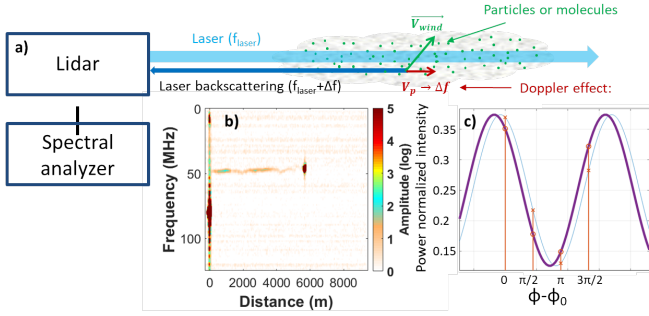 a)
Lidar
Spectral
analyzer
Laser (f_laser)
Particles or molecules
V_wind
Laser backscattering (f_laser+Δf)
V_p → Δf
Doppler effect:
b)
0
50
100
Frequency (MHz)
0 2000 4000 6000 8000
Distance (m)
5
4
3
2
1
0
Amplitude (log)
c)
0.35
0.3
0.25
0.2
0.15
Power normalized intensity
0 π/2 π 3π/2
ϕ-ϕ₀